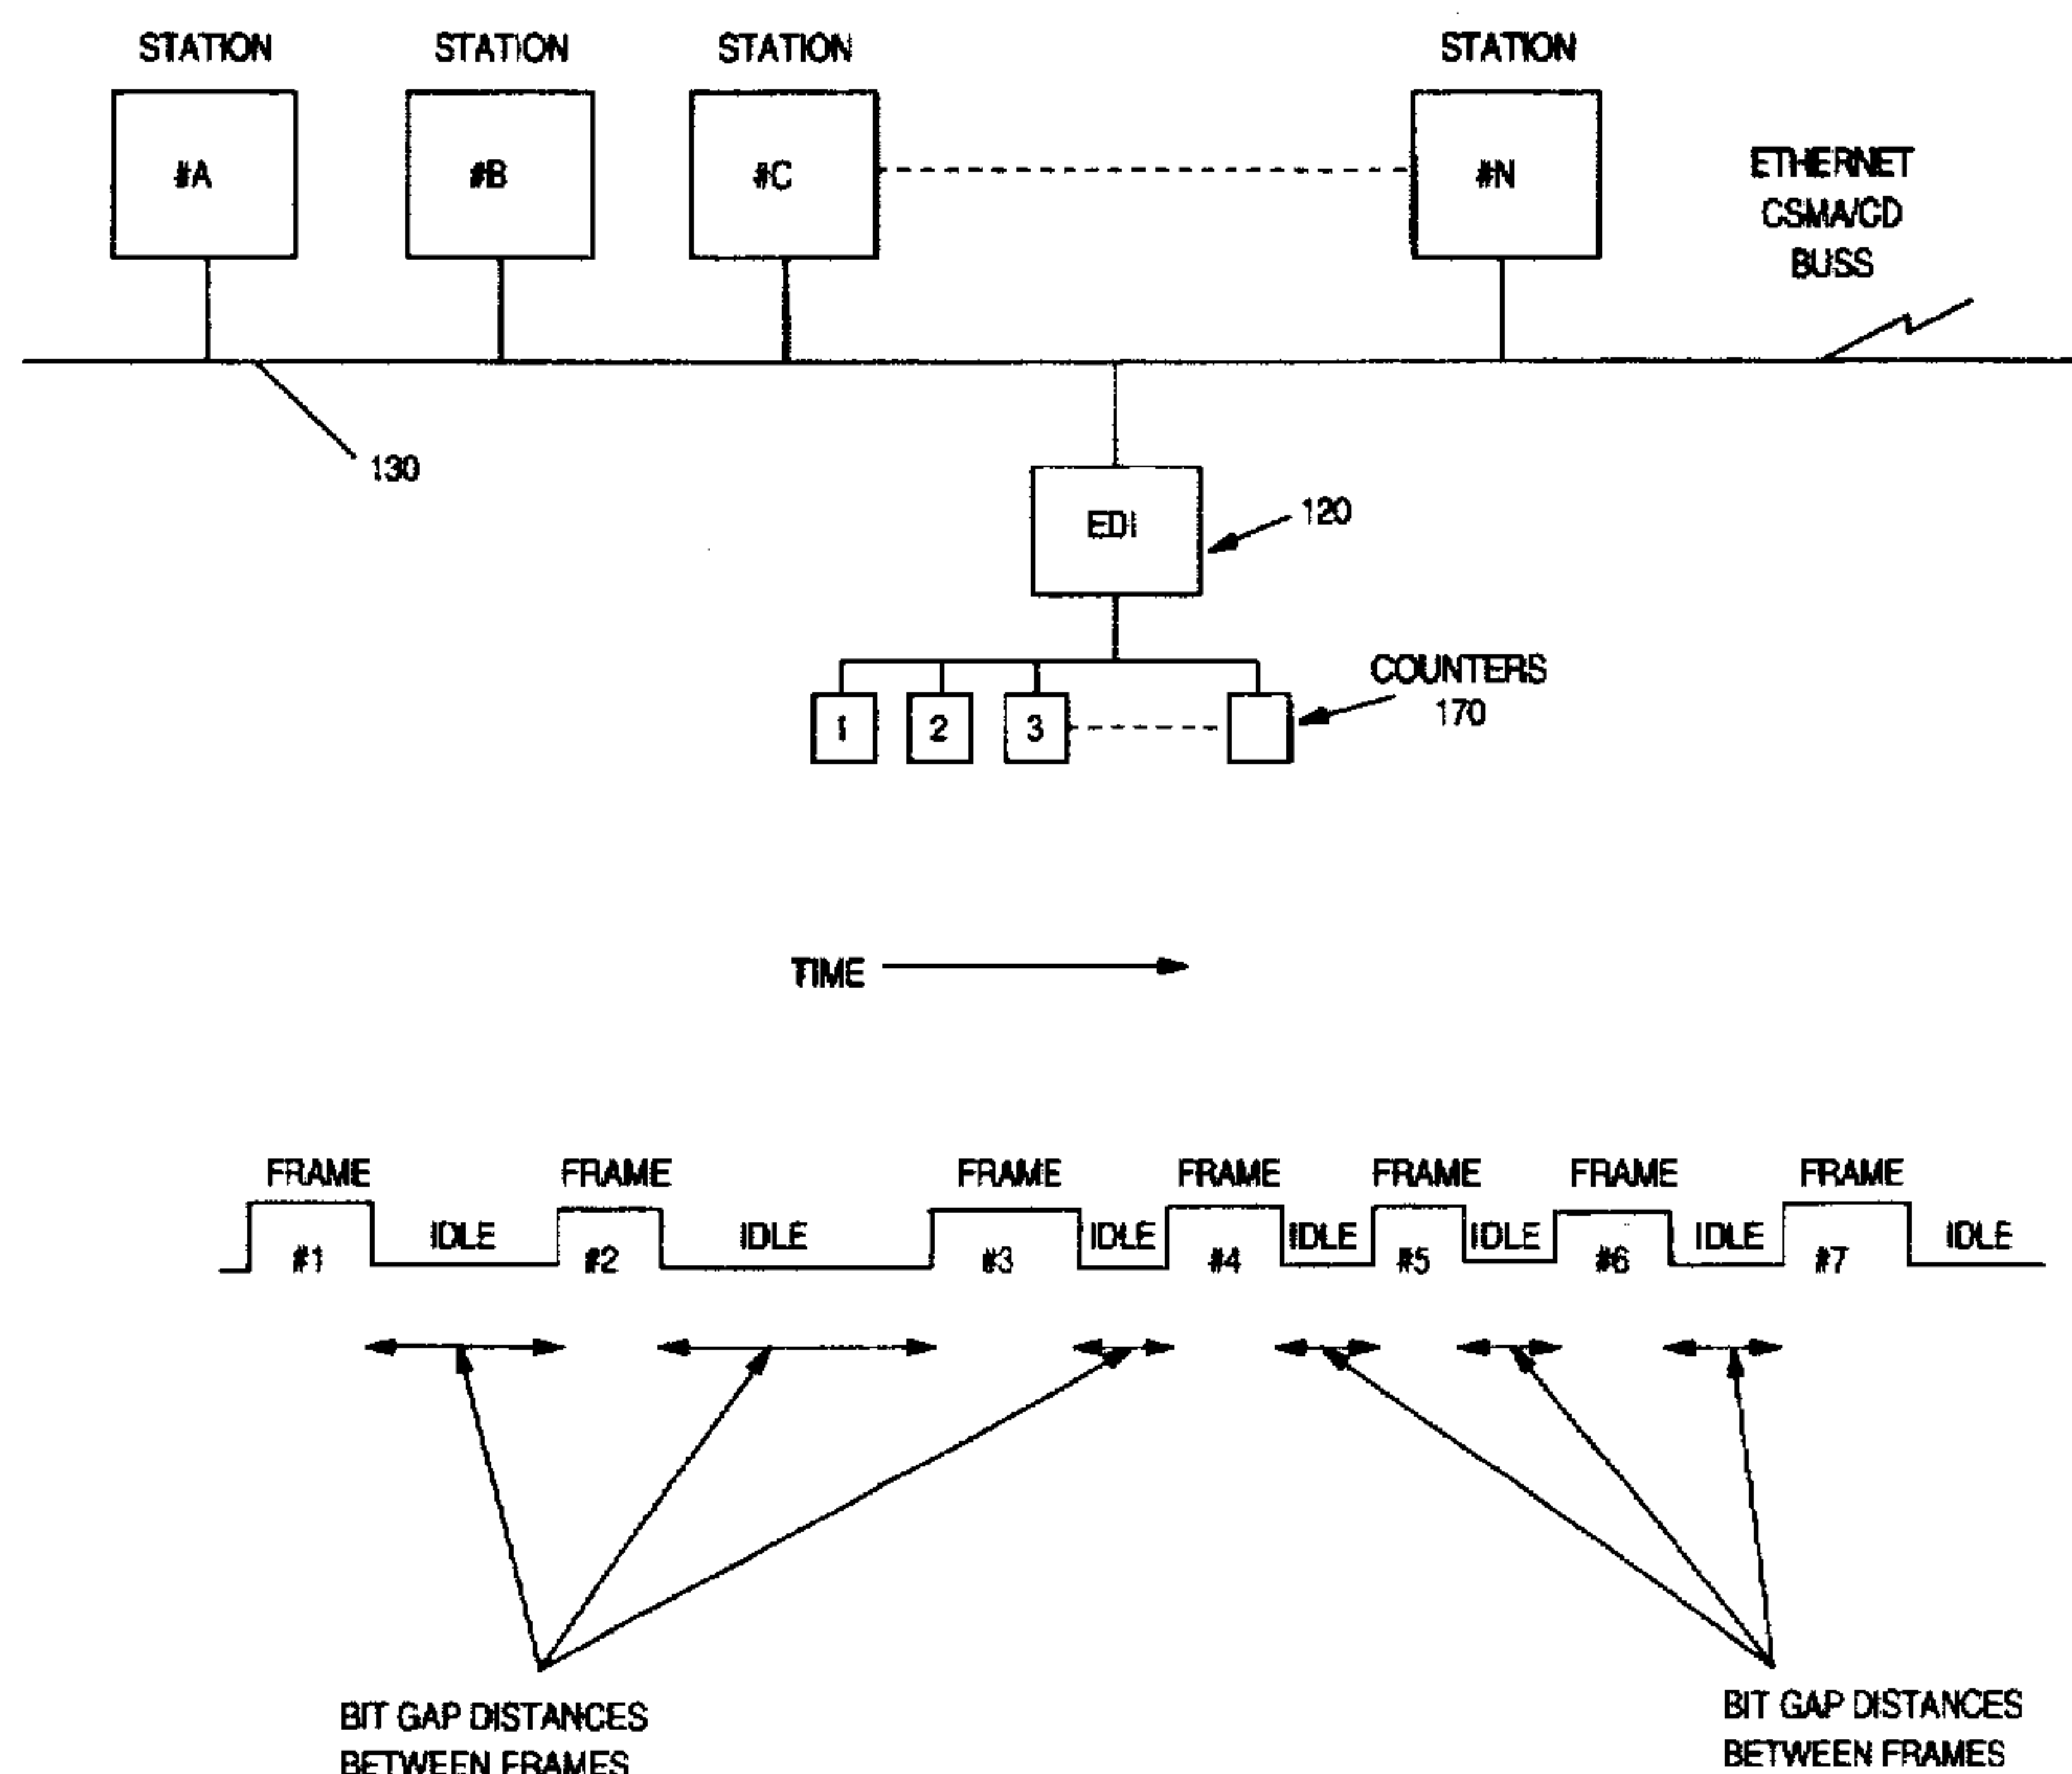 STATION STATION STATION STATION
#A #B #C #N
ETHERNET
CSMA/CD
BUSS
130
EDI
120
COUNTERS
170
1 2 3
TIME
FRAME FRAME FRAME FRAME FRAME FRAME FRAME
IDLE IDLE IDLE IDLE IDLE IDLE IDLE
#1 #2 #3 #4 #5 #6 #7
BIT GAP DISTANCES
BETWEEN FRAMES
BIT GAP DISTANCES
BETWEEN FRAMES